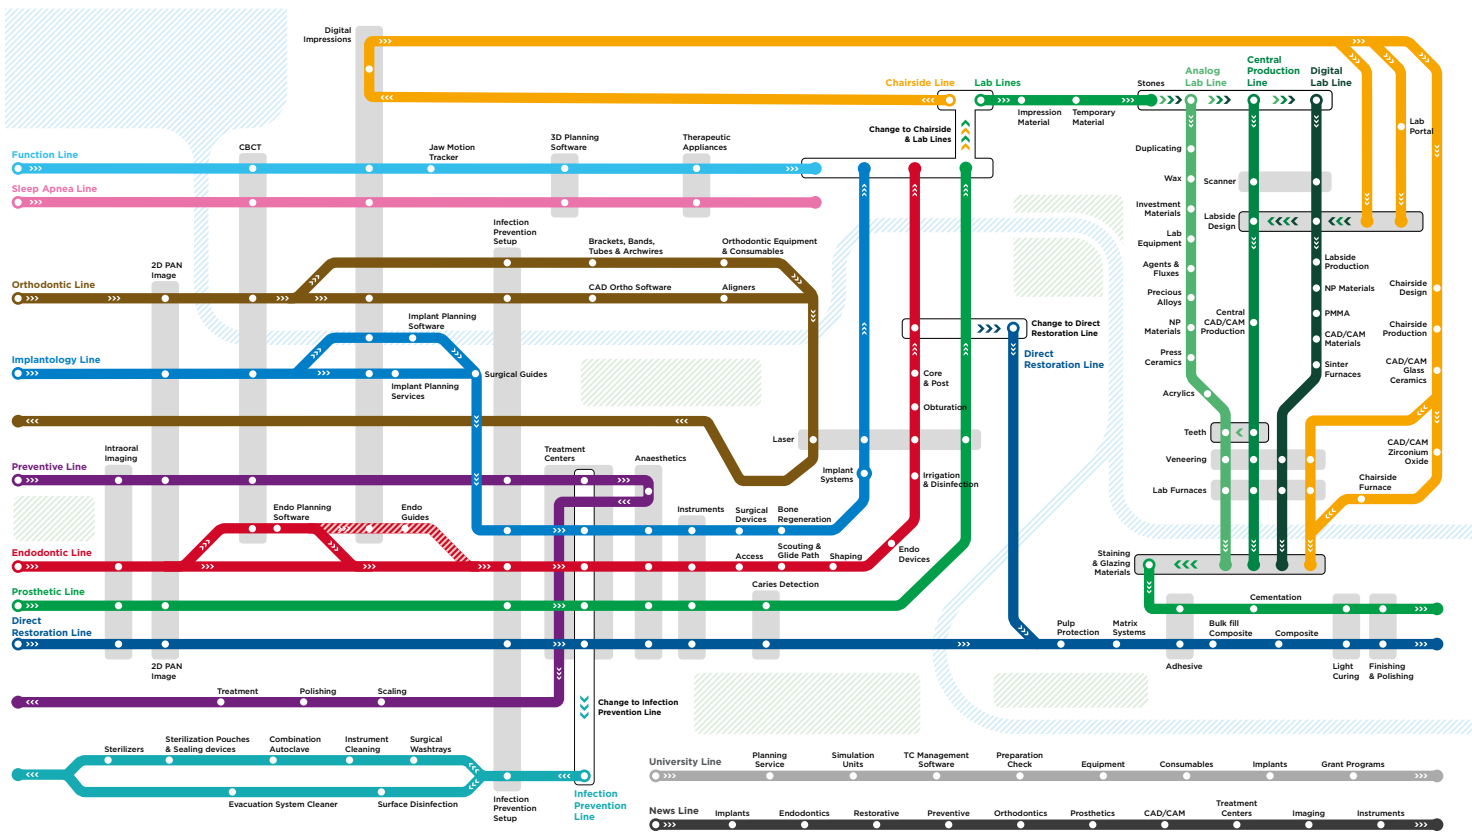 Digital
Impressions
Chairside Line
Lab Lines
Stones
Analog
Lab Line
Central
Production
Line
Digital
Lab Line
Impression
Material
Temporary
Material
Lab
Portal
Change to Chairside
& Lab Lines
Function Line
CBCT
Jaw Motion
Tracker
3D Planning
Software
Therapeutic
Appliances
Sleep Apnea Line
Duplicating
Wax
Scanner
Investment
Materials
Labside
Design
Lab
Equipment
Agents &
Fluxes
Labside
Production
Precious
Alloys
NP Materials
Chairside
Design
Infection
Prevention
Setup
Brackets, Bands,
Tubes & Archwires
Orthodontic Equipment
& Consumables
2D PAN
Image
Orthodontic Line
CAD Ortho Software
Aligners
Implant Planning
Software
Change to Direct
Restoration Line
NP
Materials
Central
CAD/CAM
Production
PMMA
Chairside
Production
CAD/CAM
Materials
Implantology Line
Surgical Guides
Implant Planning
Services
Direct
Restoration Line
Core
& Post
Press
Ceramics
Sinter
Furnaces
CAD/CAM
Glass
Ceramics
Acrylics
Obturation
Teeth
Laser
Intraoral
Imaging
Treatment
Centers
Anaesthetics
Preventive Line
Implant
Systems
Irrigation
& Disinfection
Veneering
CAD/CAM
Zirconium
Oxide
Lab Furnaces
Chairside
Furnace
Endo Planning
Software
Endo
Guides
Instruments
Surgical
Devices
Bone
Regeneration
Endodontic Line
Access
Scouting &
Glide Path
Shaping
Endo
Devices
Staining
& Glazing
Materials
Prosthetic Line
Caries Detection
Cementation
Direct
Restoration Line
Pulp
Protection
Matrix
Systems
Bulk fill
Composite
Composite
2D PAN
Image
Adhesive
Light
Curing
Finishing
& Polishing
Treatment
Polishing
Scaling
Change to Infection
Prevention Line
Sterilizers
Sterilization Pouches
& Sealing devices
Combination
Autoclave
Instrument
Cleaning
Surgical
Washtrays
Evacuation System Cleaner
Surface Disinfection
Infection
Prevention
Setup
Infection
Prevention
Line
University Line
Planning
Service
Simulation
Units
TC Management
Software
Preparation
Check
Equipment
Consumables
Implants
Grant Programs
News Line
Implants
Endodontics
Restorative
Preventive
Orthodontics
Prosthetics
CAD/CAM
Treatment
Centers
Imaging
Instruments